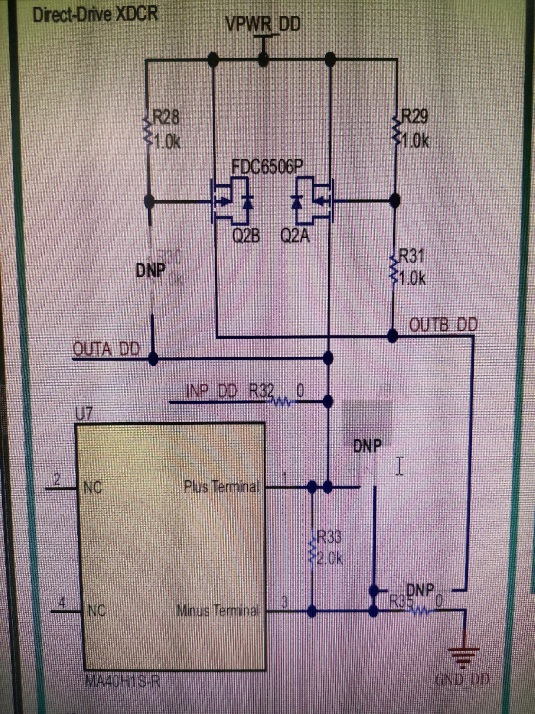 Direct-Drive XDCR
VPWR_DD
R28
1.0k
R29
1.0k
FDC6506P
Q2B
Q2A
DNP
R31
1.0k
OUTB_DD
OUTA_DD
INP_DD
R32
0
U7
DNP
2
NC
Plus Terminal
1
R33
2.0k
DNP
4
NC
Minus Terminal
3
R35
0
MA40H1S-R
GND_DD